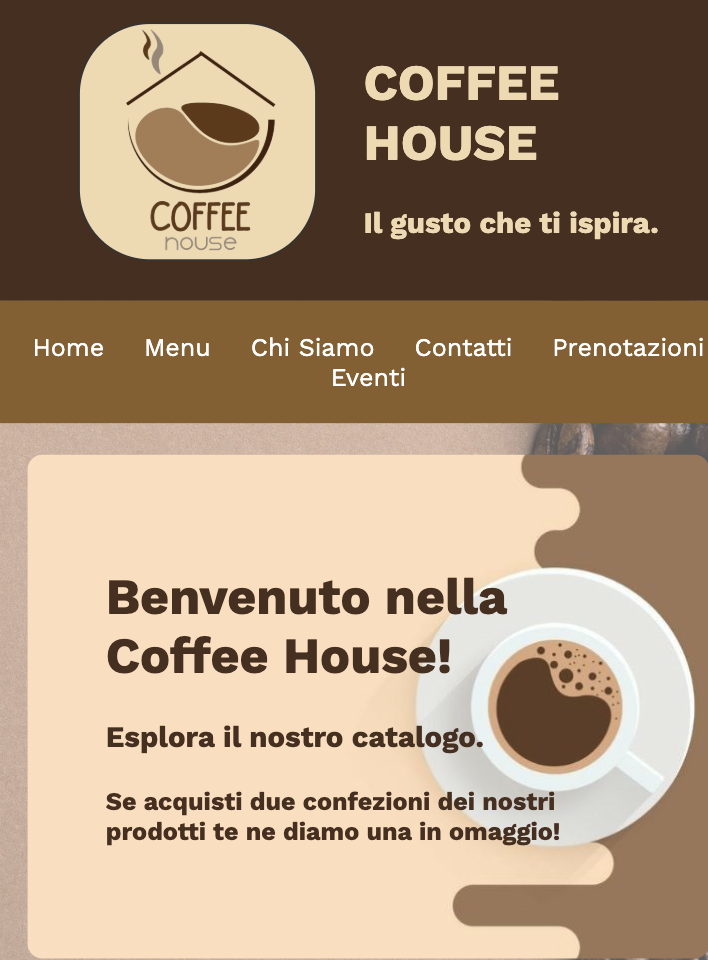 COFFEE
nouse
COFFEE
HOUSE
Il gusto che ti ispira.
Home Menu Chi Siamo Contatti Prenotazioni
Eventi
Benvenuto nella
Coffee House!
Esplora il nostro catalogo.
Se acquisti due confezioni dei nostri
prodotti te ne diamo una in omaggio!